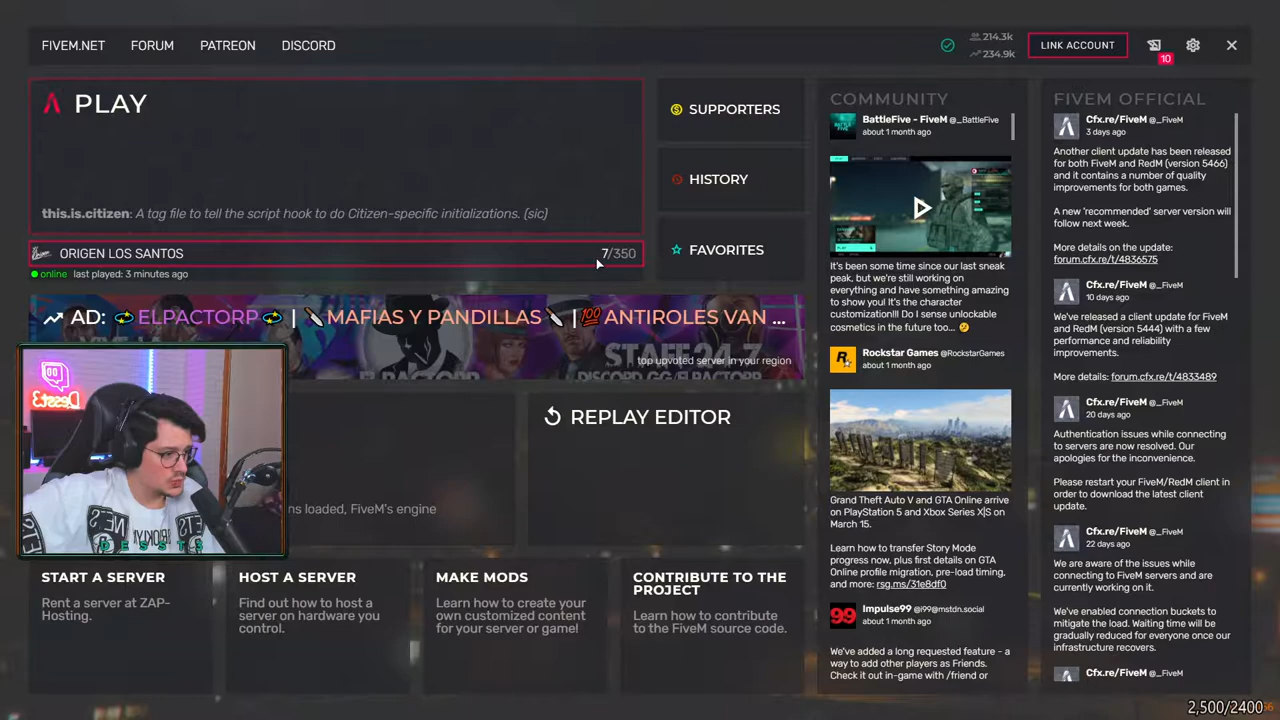 FIVEM.NET
FORUM
PATREON
DISCORD
214.3k
234.9k
LINK ACCOUNT
10
PLAY
this.is.citizen: A tag file to tell the script hook to do Citizen-specific initializations. (sic)
ORIGEN LOS SANTOS
7/350
online last played: 3 minutes ago
SUPPORTERS
HISTORY
FAVORITES
AD: 💫ELPACTORP💫 | 🔪MAFIAS Y PANDILLAS🔪 |💯ANTIROLES VAN ...
STAFF 24/7
top upvoted server in your region
DISCORD.GG/ELPACTORP
REPLAY EDITOR
ns loaded, FiveM's engine
START A SERVER
Rent a server at ZAP-
Hosting.
HOST A SERVER
Find out how to host a
server on hardware you
control.
MAKE MODS
Learn how to create your
own customized content
for your server or game!
CONTRIBUTE TO THE
PROJECT
Learn how to contribute
to the FiveM source code.
COMMUNITY
BattleFive - FiveM @_BattleFive
about 1 month ago
It's been some time since our last sneak
peak, but we're still working on
everything and have something amazing
to show you! It's the character
customization!!! Do I sense unlockable
cosmetics in the future too... 🤔
Rockstar Games @RockstarGames
about 1 month ago
Grand Theft Auto V and GTA Online arrive
on PlayStation 5 and Xbox Series X|S on
March 15.
Learn how to transfer Story Mode
progress now, plus first details on GTA
Online profile migration, pre-load timing,
and more: rsg.ms/31e8df0
99
Impulse99 @i99@mstdn.social
about 1 month ago
We've added a long requested feature - a
way to add other players as Friends.
Check it out in-game with /friend or
FIVEM OFFICIAL
Cfx.re/FiveM @_FiveM
3 days ago
Another client update has been released
for both FiveM and RedM (version 5466)
and it contains a number of quality
improvements for both games.
A new 'recommended' server version will
follow next week.
More details on the update:
forum.cfx.re/t/4836575
Cfx.re/FiveM @_FiveM
10 days ago
We've released a client update for FiveM
and RedM (version 5444) with a few
performance and reliability
improvements.
More details: forum.cfx.re/t/4833489
Cfx.re/FiveM @_FiveM
20 days ago
Authentication issues while connecting
to servers are now resolved. Our
apologies for the inconvenience.
Please restart your FiveM/RedM client in
order to download the latest client
update.
Cfx.re/FiveM @_FiveM
22 days ago
We are aware of the issues while
connecting to FiveM servers and are
currently working on it.
We've enabled connection buckets to
mitigate the load. Waiting time will be
gradually reduced for everyone once our
infrastructure recovers.
Cfx.re/FiveM @_FiveM
Desst3
DESST3
2,500/2400